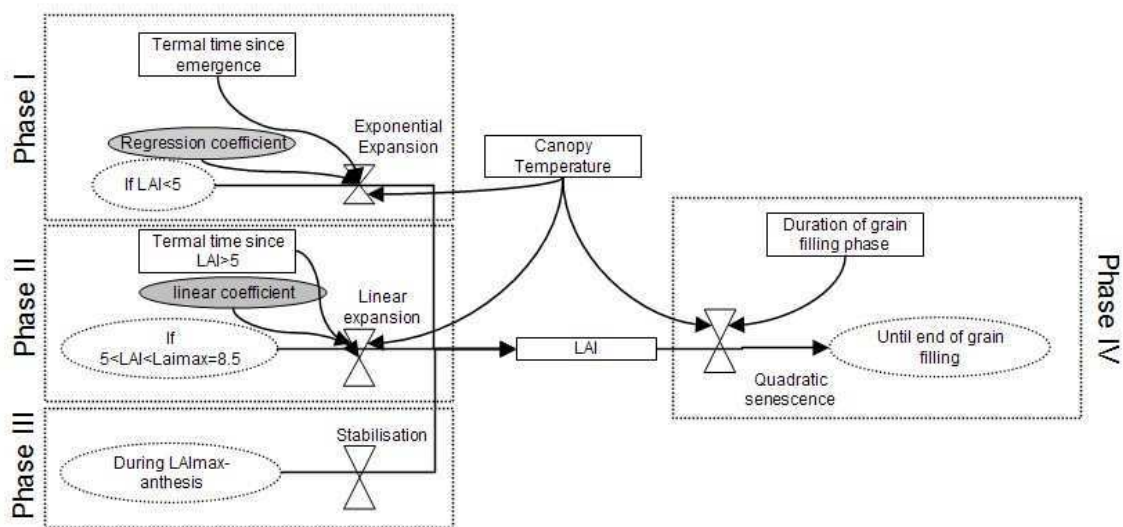 Phase I
Termal time since
emergence
Regression coefficient
If LAI<5
Exponential
Expansion
Canopy
Temperature
Phase II
Termal time since
LAI>5
linear coefficient
If
5<LAI<Laimax=8.5
Linear
expansion
LAI
Phase III
During LAImax-
anthesis
Stabilisation
Phase IV
Duration of grain
filling phase
Until end of grain
filling
Quadratic
senescence